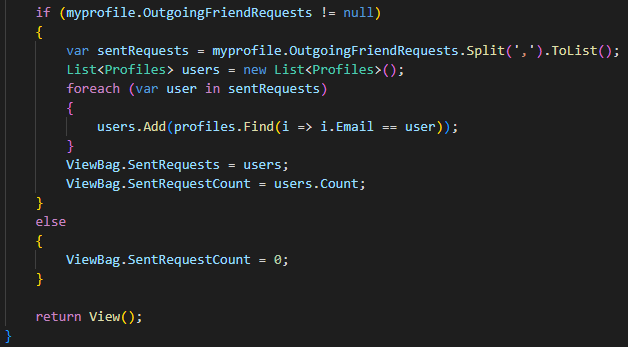 if (myprofile.OutgoingFriendRequests != null)
{
var sentRequests = myprofile.OutgoingFriendRequests.Split(',').ToList();
List<Profiles> users = new List<Profiles>();
foreach (var user in sentRequests)
{
users.Add(profiles.Find(i => i.Email == user));
}
ViewBag.SentRequests = users;
ViewBag.SentRequestCount = users.Count;
}
else
{
ViewBag.SentRequestCount = 0;
}
return View();
}